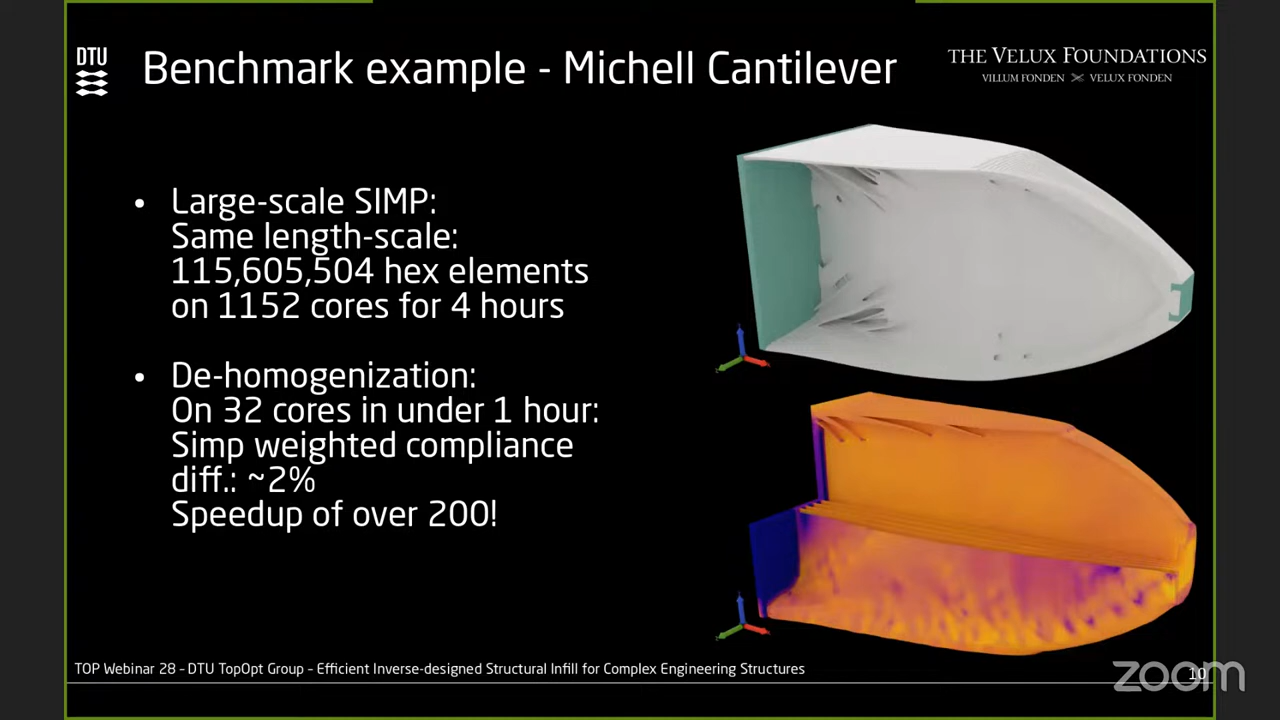 DTU
Benchmark example - Michell Cantilever
THE VELUX FOUNDATIONS
VILLUM FONDEN VELUX FONDEN
• Large-scale SIMP:
Same length-scale:
115,605,504 hex elements
on 1152 cores for 4 hours
• De-homogenization:
On 32 cores in under 1 hour:
Simp weighted compliance
diff.: ~2%
Speedup of over 200!
TOP Webinar 28 – DTU TopOpt Group – Efficient Inverse-designed Structural Infill for Complex Engineering Structures
10
zoom